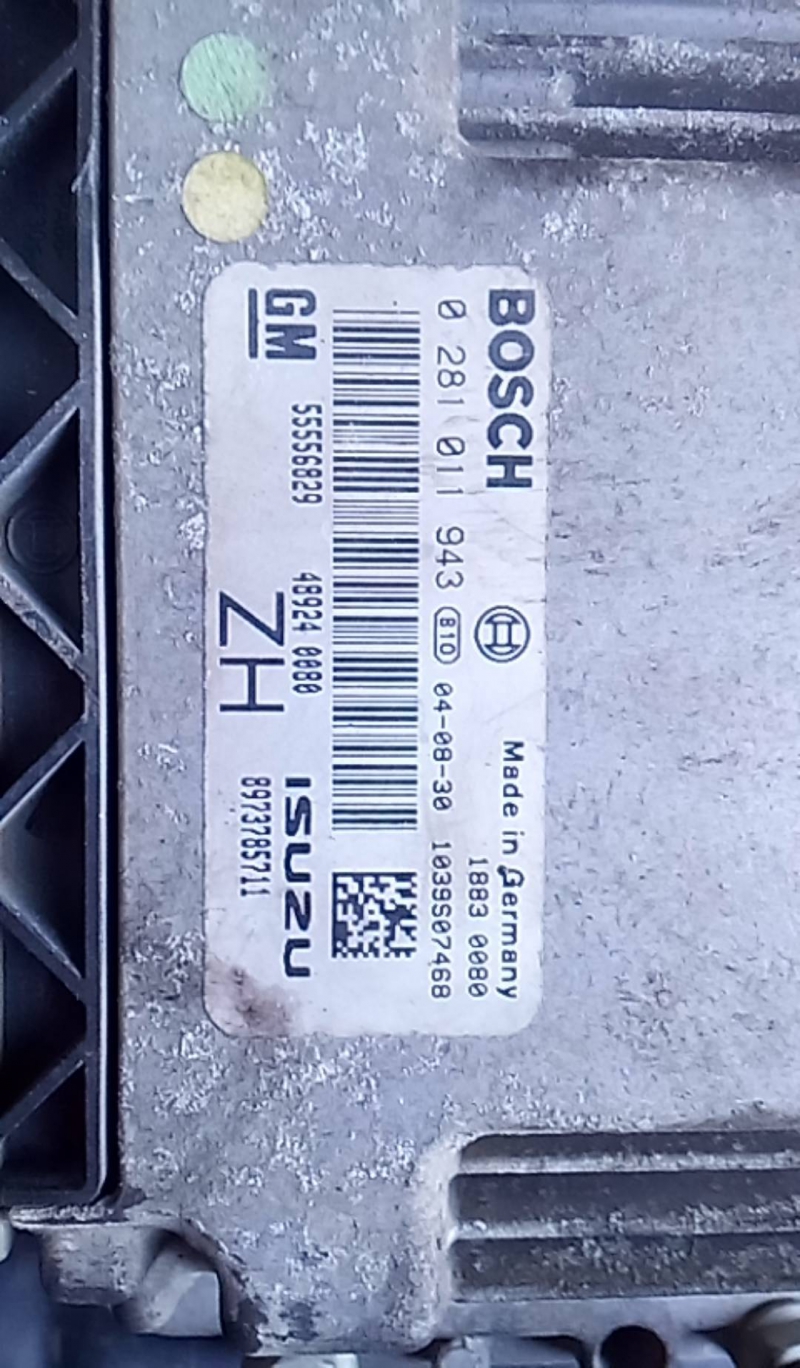 BOSCH
Made in Germany
1883 0080
0 281 011 943 B10 04-08-30 1039S07468
GM 55556829 48924 0080 ISUZU
ZH 8973785711